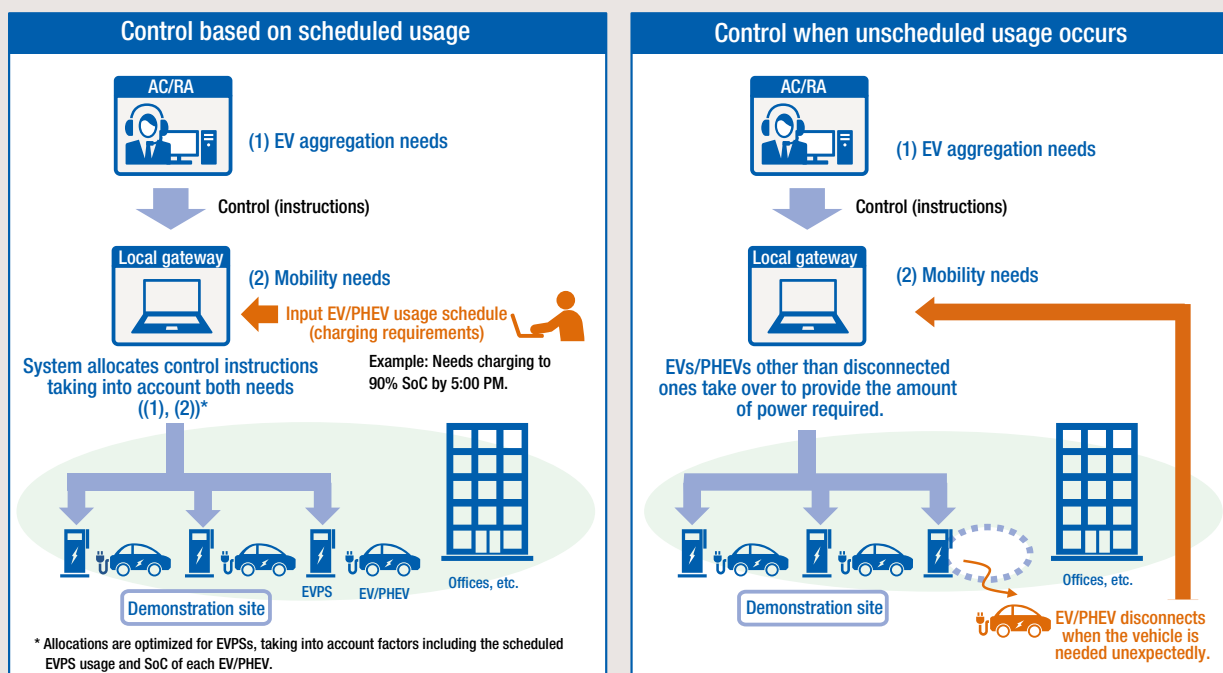 Control based on scheduled usage
AC/RA
(1) EV aggregation needs
Control (instructions)
Local gateway
(2) Mobility needs
Input EV/PHEV usage schedule
(charging requirements)
Example: Needs charging to
90% SoC by 5:00 PM.
System allocates control instructions
taking into account both needs
((1), (2))*
EVPS
EV/PHEV
Offices, etc.
Demonstration site
* Allocations are optimized for EVPSs, taking into account factors including the scheduled
EVPS usage and SoC of each EV/PHEV.
Control when unscheduled usage occurs
AC/RA
(1) EV aggregation needs
Control (instructions)
Local gateway
(2) Mobility needs
EVs/PHEVs other than disconnected
ones take over to provide the amount
of power required.
Offices, etc.
Demonstration site
EV/PHEV disconnects
when the vehicle is
needed unexpectedly.